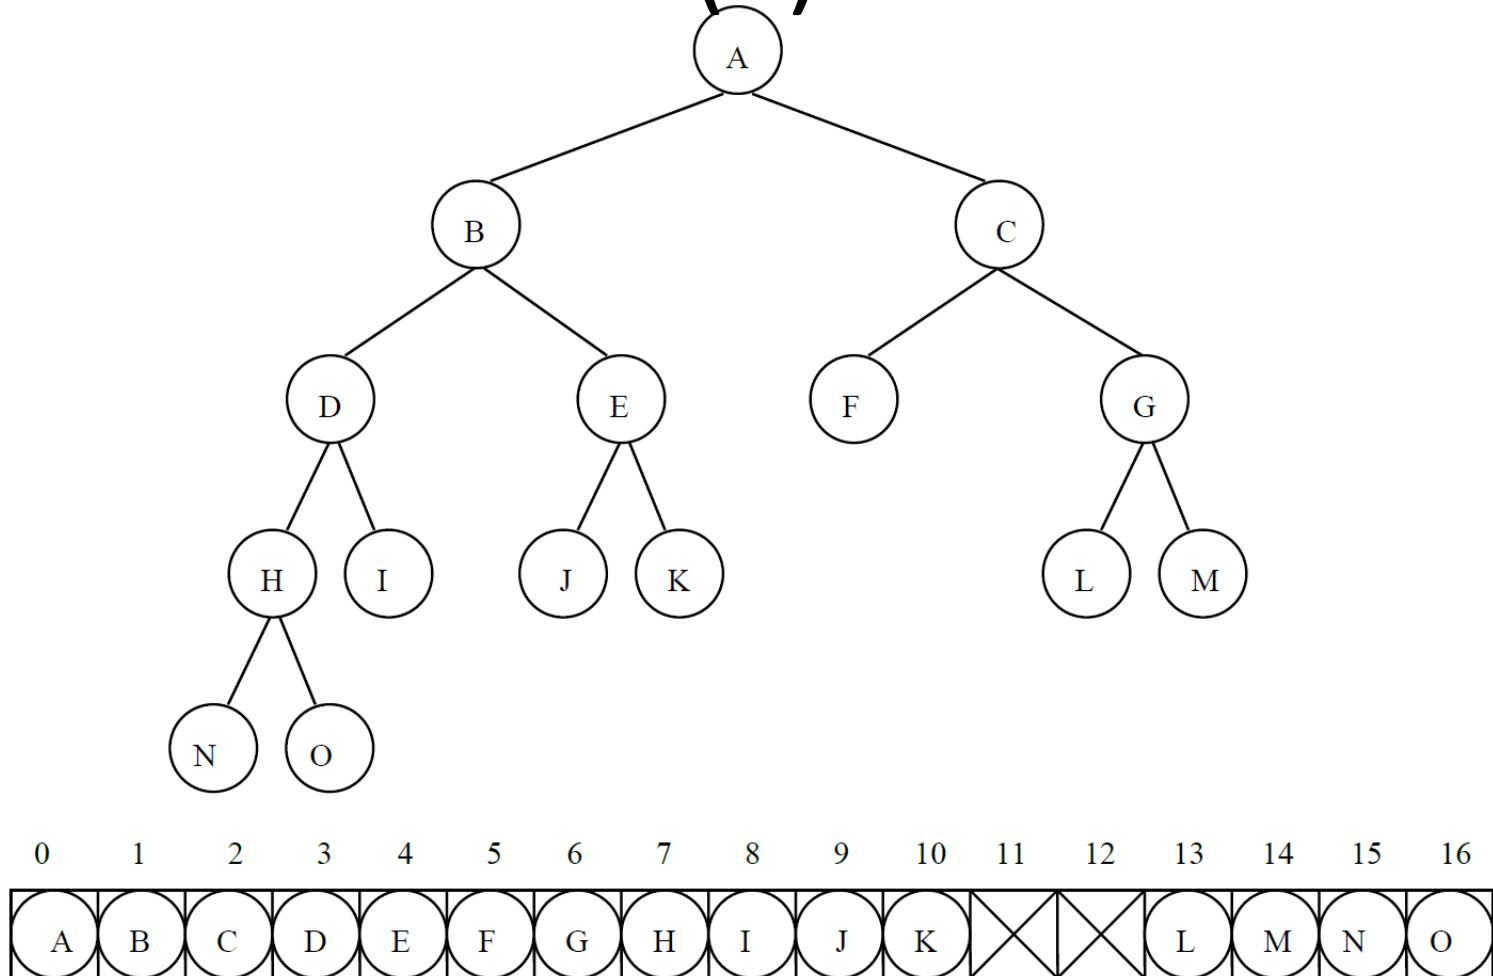 A
B C
D E F G
H I J K L M
N O
0 1 2 3 4 5 6 7 8 9 10 11 12 13 14 15 16
A B C D E F G H I J K L M N O